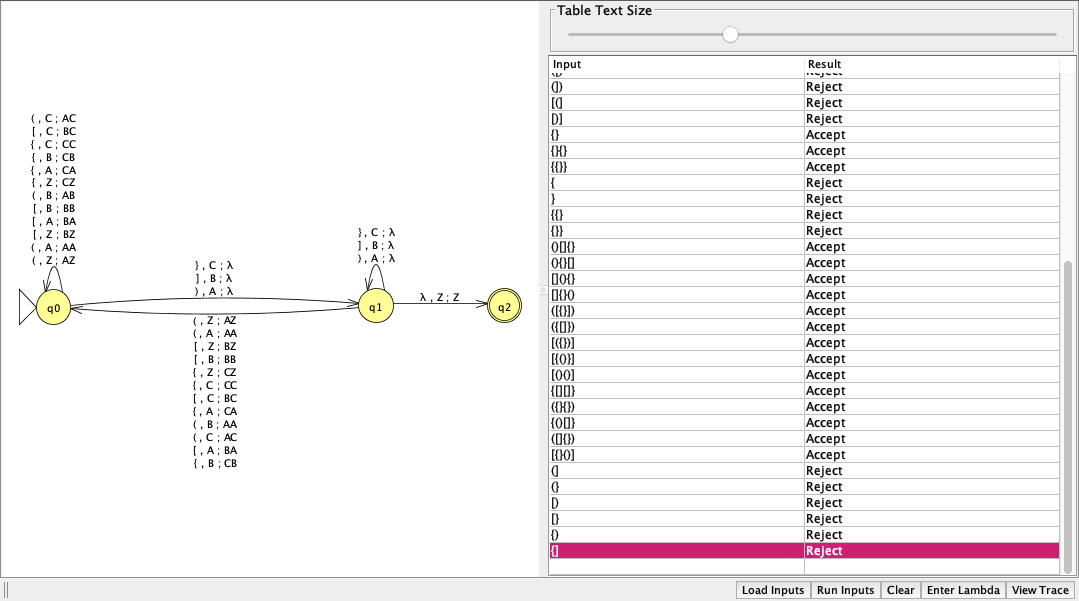 Table Text Size
Input Result
Reject
(]) Reject
[(] Reject
[)] Reject
{} Accept
{}{} Accept
{{}} Accept
{ Reject
} Reject
{{} Reject
{}} Reject
()[]{} Accept
(){}[] Accept
[](){} Accept
[]{}() Accept
([{}]) Accept
({[]}) Accept
[({})] Accept
[{()}] Accept
[()()] Accept
{[][]} Accept
({}{}) Accept
{()[]} Accept
([]{}) Accept
[{}()] Accept
(] Reject
(} Reject
[) Reject
[} Reject
{) Reject
{] Reject
( , C ; AC
[ , C ; BC
{ , C ; CC
{ , B ; CB
{ , A ; CA
{ , Z ; CZ
( , B ; AB
[ , B ; BB
[ , A ; BA
[ , Z ; BZ
( , A ; AA
( , Z ; AZ
} , C ; λ
] , B ; λ
) , A ; λ
} , C ; λ
] , B ; λ
) , A ; λ
q0
q1
λ , Z ; Z
q2
( , Z ; AZ
( , A ; AA
[ , Z ; BZ
[ , B ; BB
{ , Z ; CZ
{ , C ; CC
[ , C ; BC
{ , A ; CA
( , B ; AA
( , C ; AC
[ , A ; BA
{ , B ; CB
Load Inputs Run Inputs Clear Enter Lambda View Trace